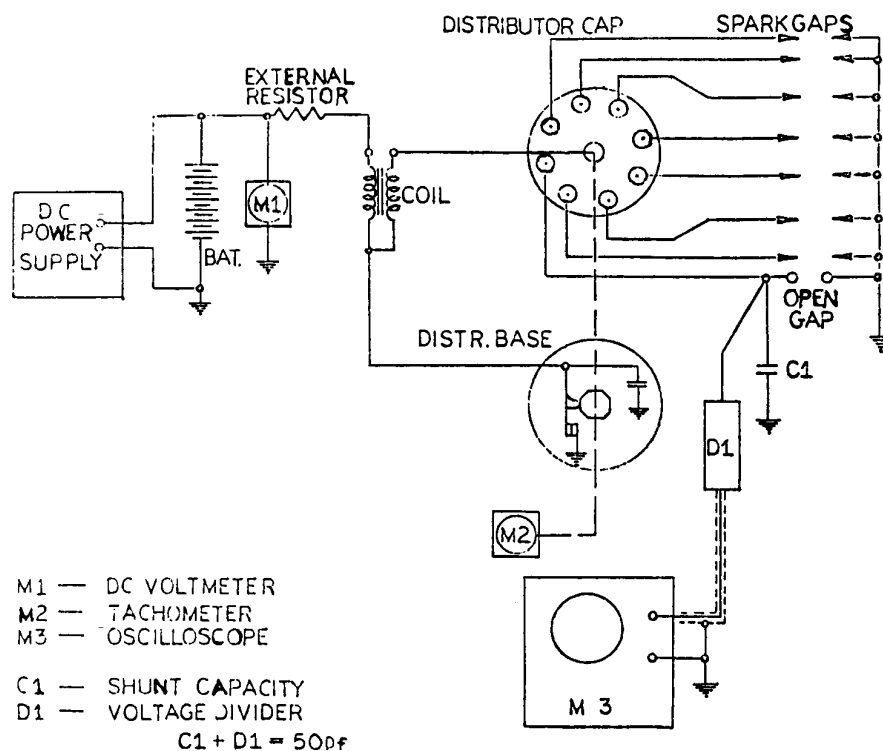 DISTRIBUTOR CAP
SPARK GAPS
EXTERNAL
RESISTOR
M1
COIL
DC
POWER
SUPPLY
BAT.
OPEN
GAP
DISTR. BASE
C1
D1
M2
M1 — DC VOLTMETER
M2 — TACHOMETER
M3 — OSCILLOSCOPE
C1 — SHUNT CAPACITY
D1 — VOLTAGE DIVIDER
C1 + D1 = 50pf
M 3